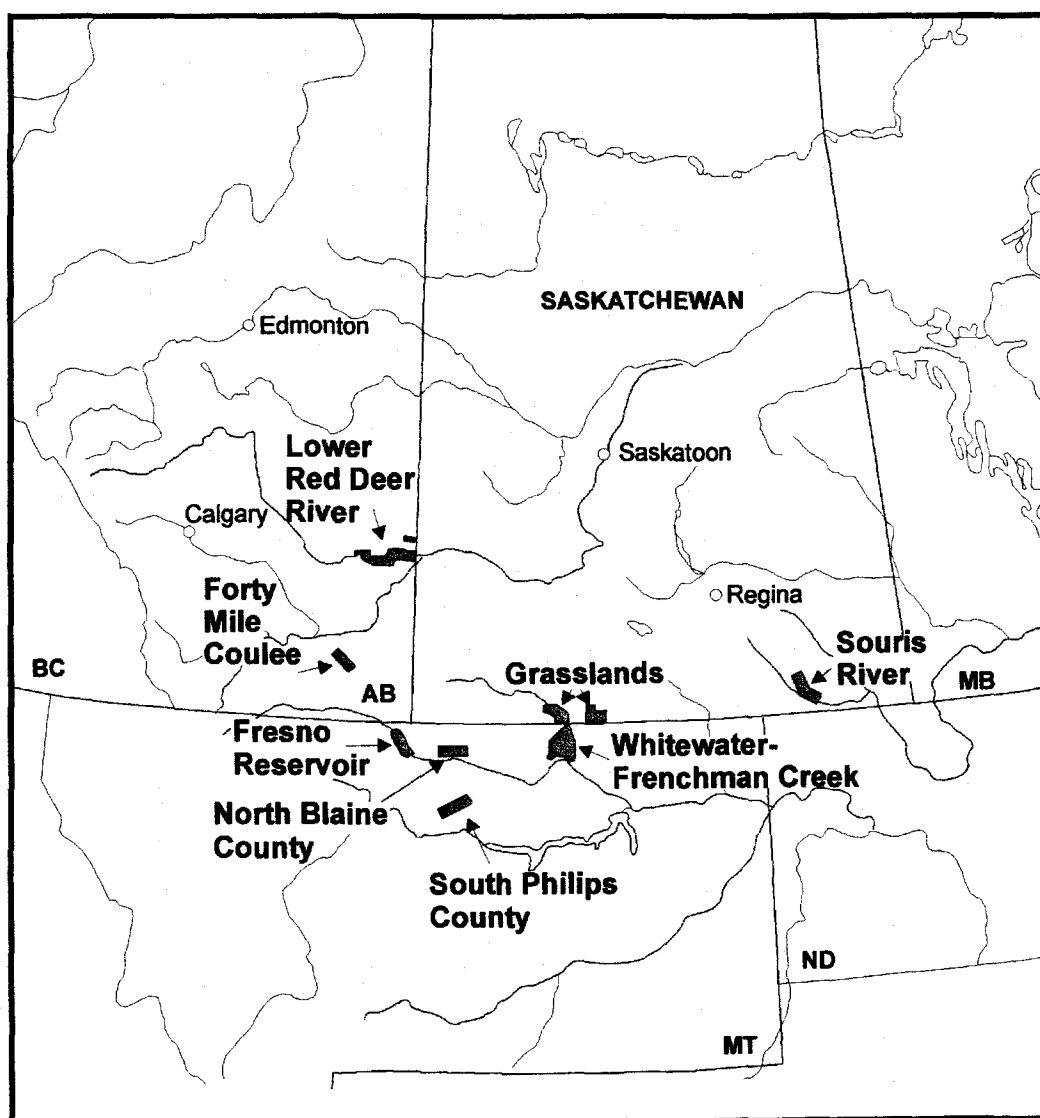 SASKATCHEWAN
Edmonton
Lower
Red Deer
River
Saskatoon
Calgary
Forty
Mile
Coulee
Regina
Souris
River
BC
AB
Grasslands
MB
Fresno
Reservoir
Whitewater-
Frenchman Creek
North Blaine
County
South Philips
County
ND
MT